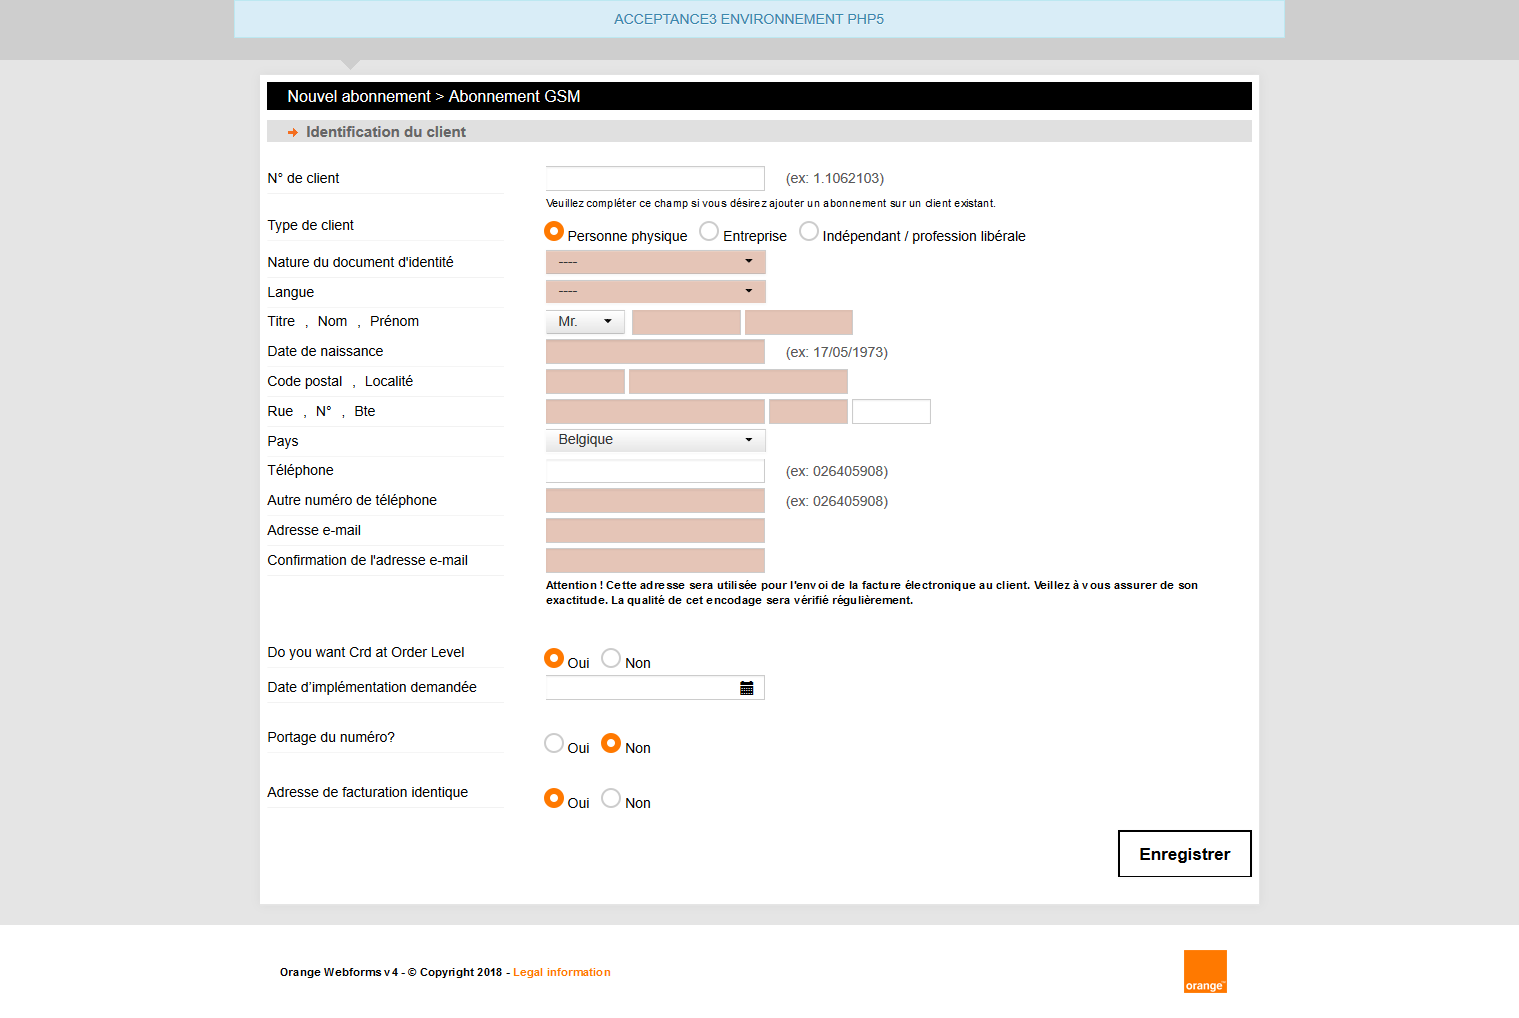 ACCEPTANCE3 ENVIRONNEMENT PHP5
Nouvel abonnement > Abonnement GSM
Identification du client
N° de client (ex: 1.1062103)
Veuillez compléter ce champ si vous désirez ajouter un abonnement sur un client existant.
Type de client Personne physique Entreprise Indépendant / profession libérale
Nature du document d'identité ----
Langue ----
Titre , Nom , Prénom Mr.
Date de naissance (ex: 17/05/1973)
Code postal , Localité
Rue , N° , Bte
Pays Belgique
Téléphone (ex: 026405908)
Autre numéro de téléphone (ex: 026405908)
Adresse e-mail
Confirmation de l'adresse e-mail
Attention ! Cette adresse sera utilisée pour l'envoi de la facture électronique au client. Veillez à vous assurer de son
exactitude. La qualité de cet encodage sera vérifié régulièrement.
Do you want Crd at Order Level Oui Non
Date d’implémentation demandée
Portage du numéro? Oui Non
Adresse de facturation identique Oui Non
Enregistrer
Orange Webforms v4 - © Copyright 2018 - Legal information
orange™